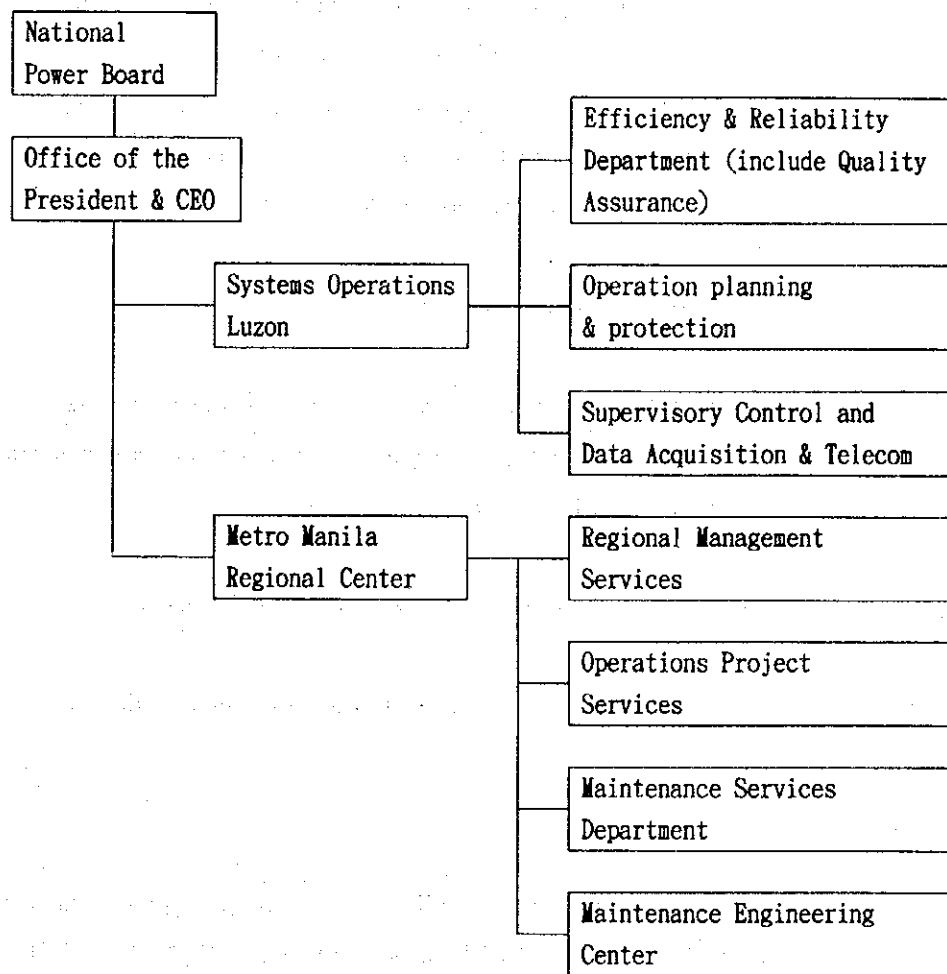 National
Power Board
Office of the
President & CEO
Efficiency & Reliability
Department (include Quality
Assurance)
Systems Operations
Luzon
Operation planning
& protection
Supervisory Control and
Data Acquisition & Telecom
Metro Manila
Regional Center
Regional Management
Services
Operations Project
Services
Maintenance Services
Department
Maintenance Engineering
Center